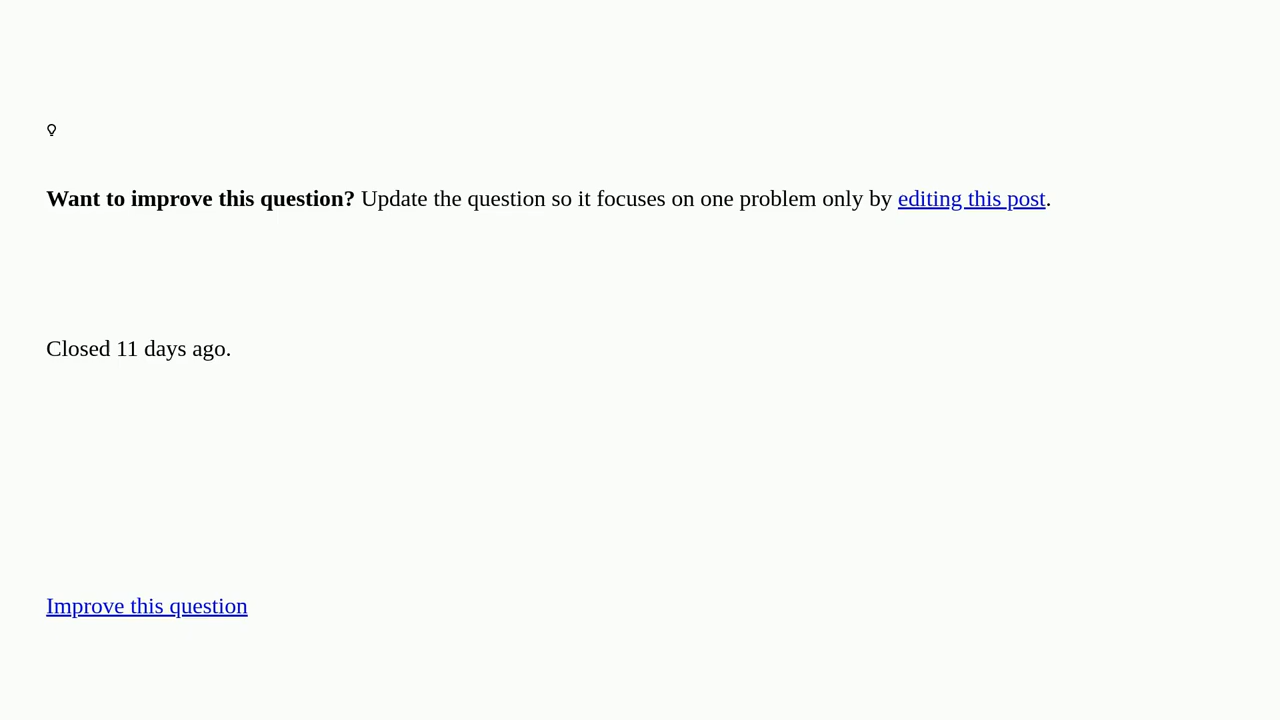 Want to improve this question? Update the question so it focuses on one problem only by editing this post.
Closed 11 days ago.
Improve this question